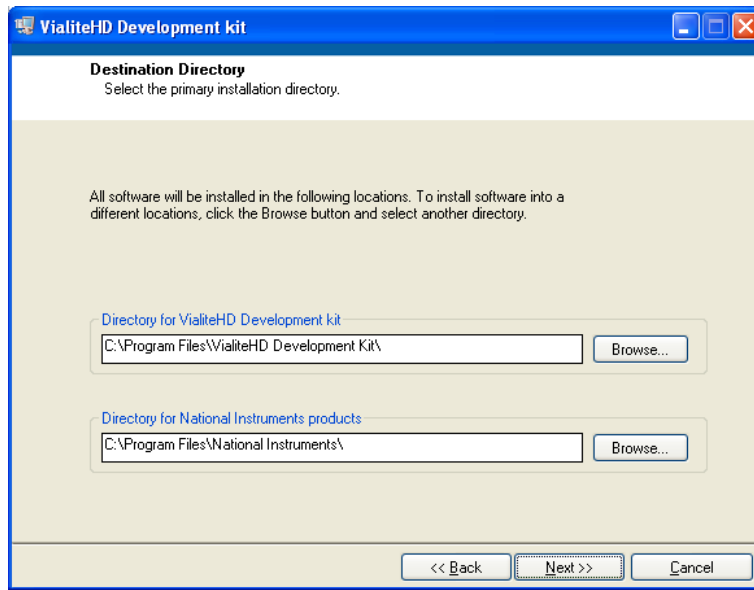 VialiteHD Development kit
Destination Directory
Select the primary installation directory.
All software will be installed in the following locations. To install software into a
different locations, click the Browse button and select another directory.
Directory for VialiteHD Development kit
C:\Program Files\VialiteHD Development Kit\
Browse...
Directory for National Instruments products
C:\Program Files\National Instruments\
Browse...
<< Back
Next >>
Cancel